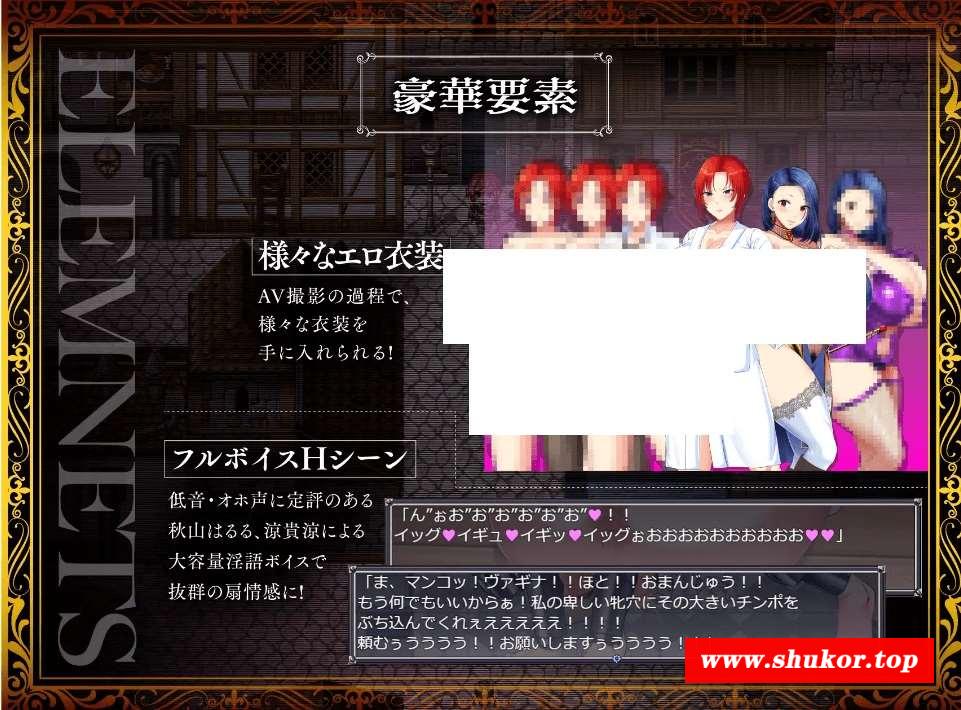 豪華要素
ELEMNETS
様々なエロ衣装
AV撮影の過程で、
様々な衣装を
手に入れられる!
フルボイスHシーン
低音・オホ声に定評のある
秋山はるる、涼貴涼による
大容量淫語ボイスで
抜群の扇情感に!
「ん”ぉお”お”お”お”お”お”♥！！
イッグ♥イギュ♥イギッ♥イッグぉおおおおおおおおおお♥♥」
「ま、マンコッ！ヴァギナ！！ほと！！おまんじゅう！！
もう何でもいいからぁ！私の卑しい牝穴にその大きいチンポを
ぶち込んでくれぇええええええ！！！！
頼むぅうううう！！お願いしますぅうううう！
www.shukor.top